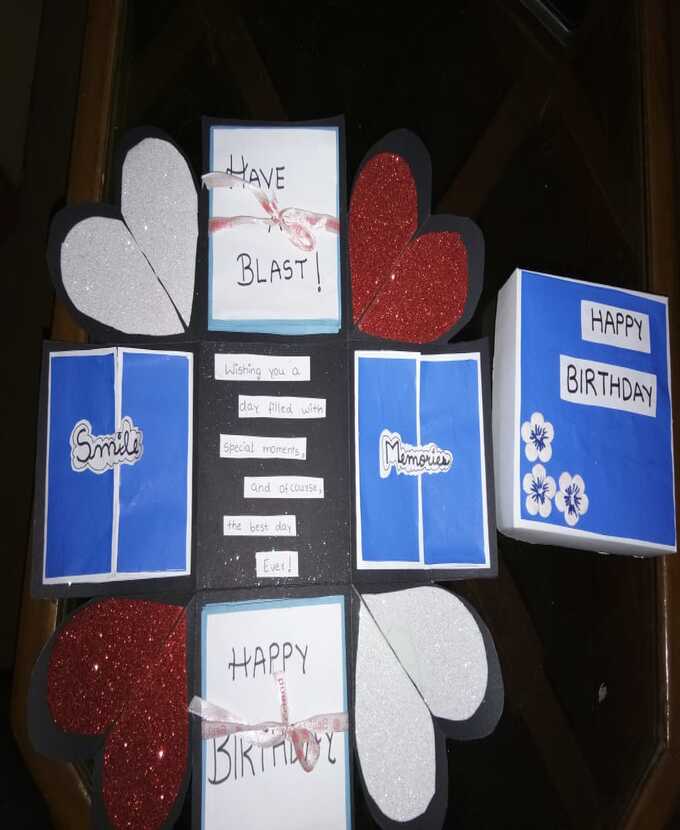 HAVE
A
BLAST!
HAPPY
BIRTHDAY
Smile
Wishing you a
day filled with
special moments,
and ofcourse,
the best day
Ever!
Memories
HAPPY
BIRTHDAY